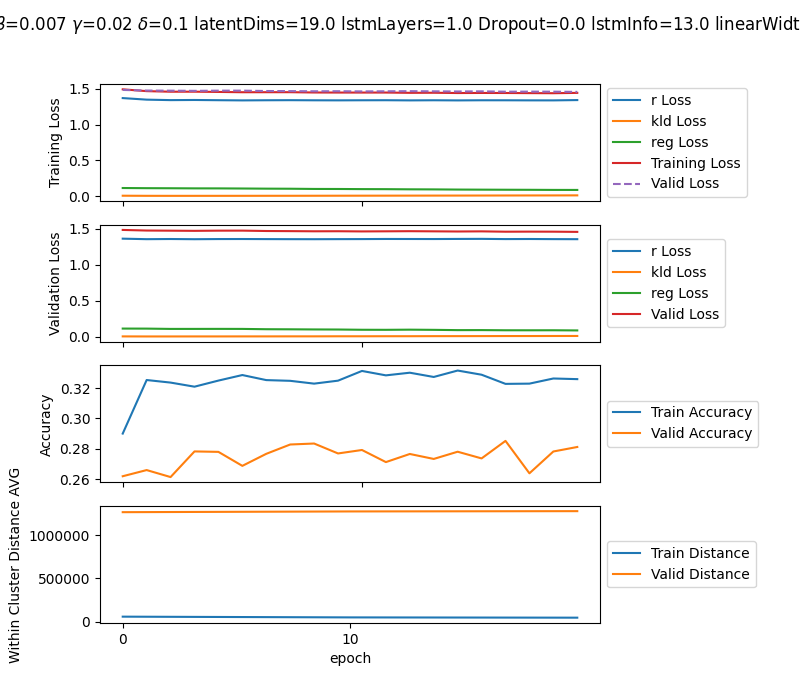 β=0.007 γ=0.02 δ=0.1 latentDims=19.0 lstmLayers=1.0 Dropout=0.0 lstmInfo=13.0 linearWidt
1.5
1.0
0.5
0.0
Training Loss
r Loss
kld Loss
reg Loss
Training Loss
Valid Loss
1.5
1.0
0.5
0.0
Validation Loss
r Loss
kld Loss
reg Loss
Valid Loss
0.32
0.30
0.28
0.26
Accuracy
Train Accuracy
Valid Accuracy
1000000
500000
0
Within Cluster Distance AVG
Train Distance
Valid Distance
0 10
epoch